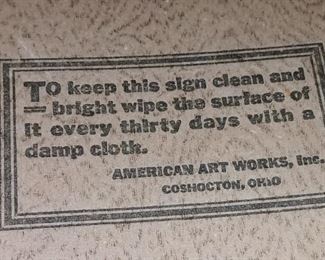 TO keep this sign clean and
bright wipe the surface of
it every thirty days with a
damp cloth.
AMERICAN ART WORKS, Inc.
COSHOCTON, OHIO